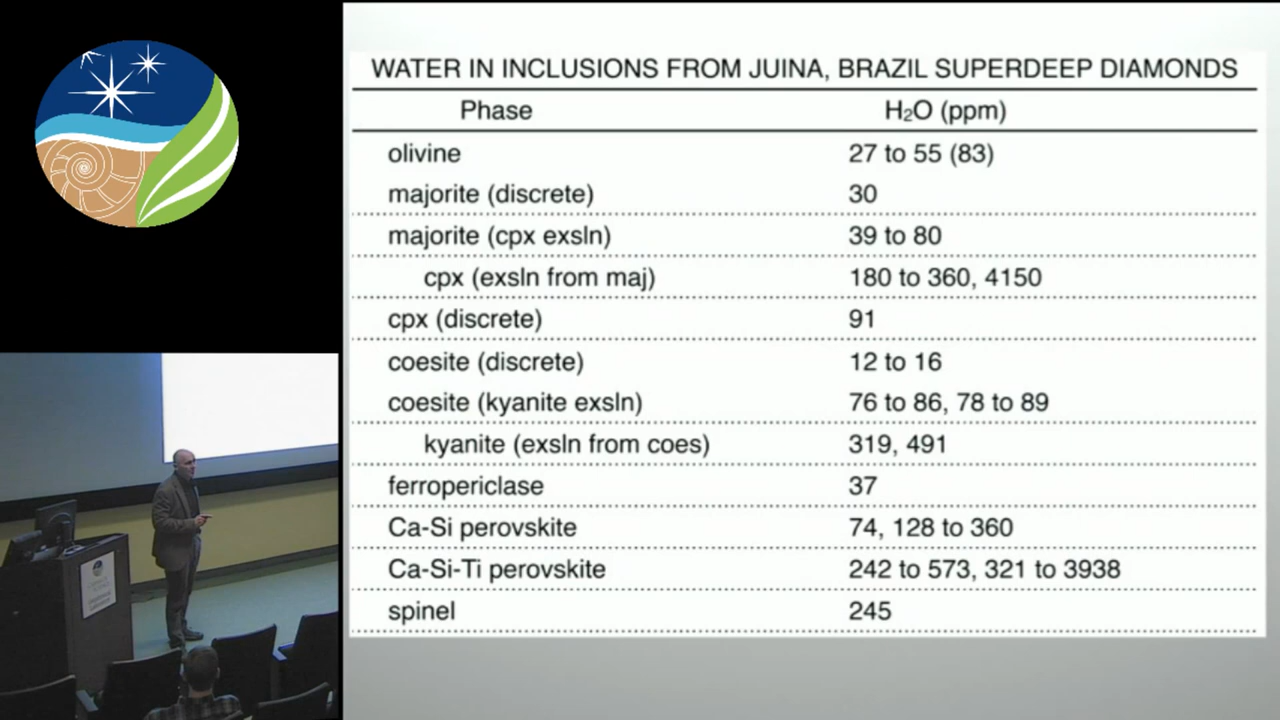 WATER IN INCLUSIONS FROM JUINA, BRAZIL SUPERDEEP DIAMONDS
Phase H₂O (ppm)
olivine 27 to 55 (83)
majorite (discrete) 30
majorite (cpx exsln) 39 to 80
cpx (exsln from maj) 180 to 360, 4150
cpx (discrete) 91
coesite (discrete) 12 to 16
coesite (kyanite exsln) 76 to 86, 78 to 89
kyanite (exsln from coes) 319, 491
ferropericlase 37
Ca-Si perovskite 74, 128 to 360
Ca-Si-Ti perovskite 242 to 573, 321 to 3938
spinel 245